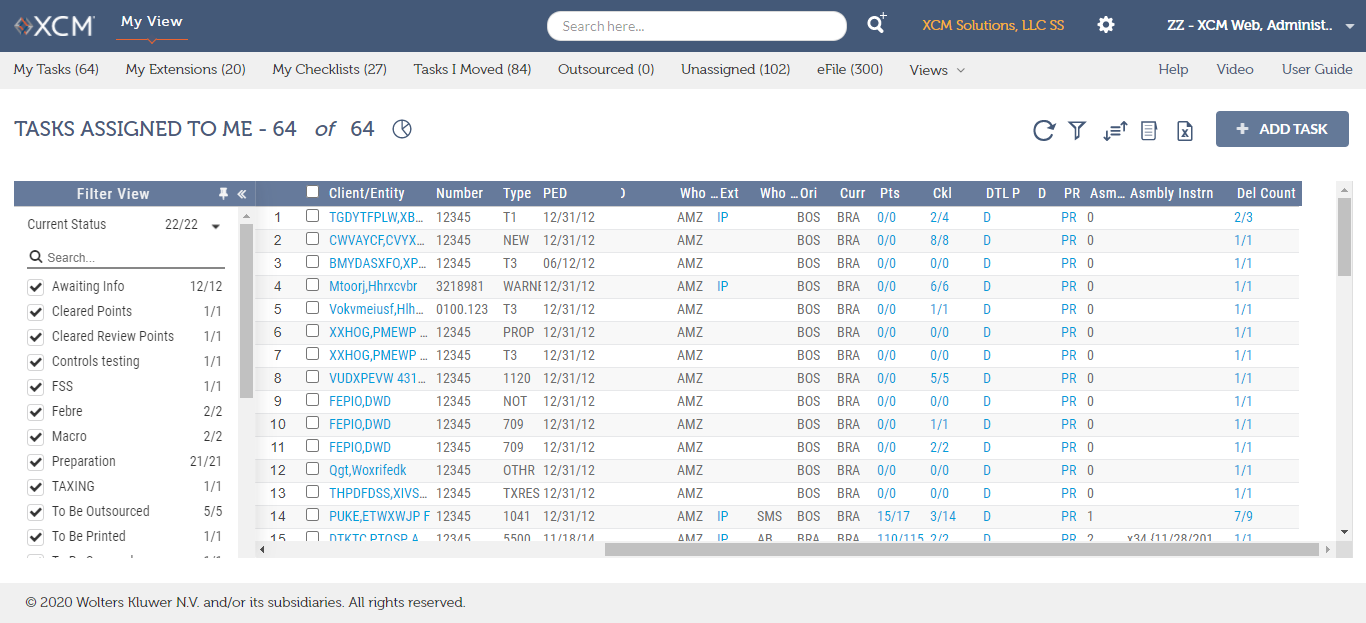 XCM My View Search here... XCM Solutions, LLC SS ZZ - XCM Web, Administ..
My Tasks (64) My Extensions (20) My Checklists (27) Tasks I Moved (84) Outsourced (0) Unassigned (102) eFile (300) Views Help Video User Guide
TASKS ASSIGNED TO ME - 64 of 64
+ ADD TASK
Filter View
Current Status 22/22
Search...
Awaiting Info 12/12
Cleared Points 1/1
Cleared Review Points 1/1
Controls testing 1/1
FSS 1/1
Febre 2/2
Macro 2/2
Preparation 21/21
TAXING 1/1
To Be Outsourced 5/5
To Be Printed 1/1
Client/Entity Number Type PED Who ... Ext Who ... Ori Curr Pts Ckl DTL P D PR Asm... Asmbly Instrn Del Count
1 TGDYTFPLW,XB... 12345 T1 12/31/12 AMZ IP BOS BRA 0/0 2/4 D PR 0 2/3
2 CWVAYCF,CVYX... 12345 NEW 12/31/12 AMZ BOS BRA 0/0 8/8 D PR 0 1/1
3 BMYDASXFO,XP... 12345 T3 06/12/12 AMZ BOS BRA 0/0 0/0 D PR 0 1/1
4 Mtoorj,Hhrxcvbr 3218981 WARNE 12/31/12 AMZ IP BOS BRA 0/0 6/6 D PR 0 1/1
5 Vokvmeiusf,Hlh... 0100.123 T3 12/31/12 AMZ BOS BRA 0/0 1/1 D PR 0 1/1
6 XXHOG,PMEWP ... 12345 PROP 12/31/12 AMZ BOS BRA 0/0 0/0 D PR 0 1/1
7 XXHOG,PMEWP ... 12345 T3 12/31/12 AMZ BOS BRA 0/0 0/0 D PR 0 1/1
8 VUDXPEVW 431... 12345 1120 12/31/12 AMZ BOS BRA 0/0 5/5 D PR 0 1/1
9 FEPIO,DWD 12345 NOT 12/31/12 AMZ BOS BRA 0/0 0/0 D PR 0 1/1
10 FEPIO,DWD 12345 709 12/31/12 AMZ BOS BRA 0/0 1/1 D PR 0 1/1
11 FEPIO,DWD 12345 709 12/31/12 AMZ BOS BRA 0/0 2/2 D PR 0 1/1
12 Qgt,Woxrifedk 12345 OTHR 12/31/12 AMZ BOS BRA 0/0 0/0 D PR 0 1/1
13 THPDFDSS,XIVS... 12345 TXRES 12/31/12 AMZ BOS BRA 0/0 0/0 D PR 0 1/1
14 PUKE,ETWXWJP F 12345 1041 12/31/12 AMZ IP SMS BOS BRA 15/17 3/14 D PR 1 7/9
15 DTKTC,PTOSP A 12345 5500 11/18/14 AMZ IP AB BRA BRA 110/115 2/2 D PR 2 x34 {11/28/201 1/1
© 2020 Wolters Kluwer N.V. and/or its subsidiaries. All rights reserved.